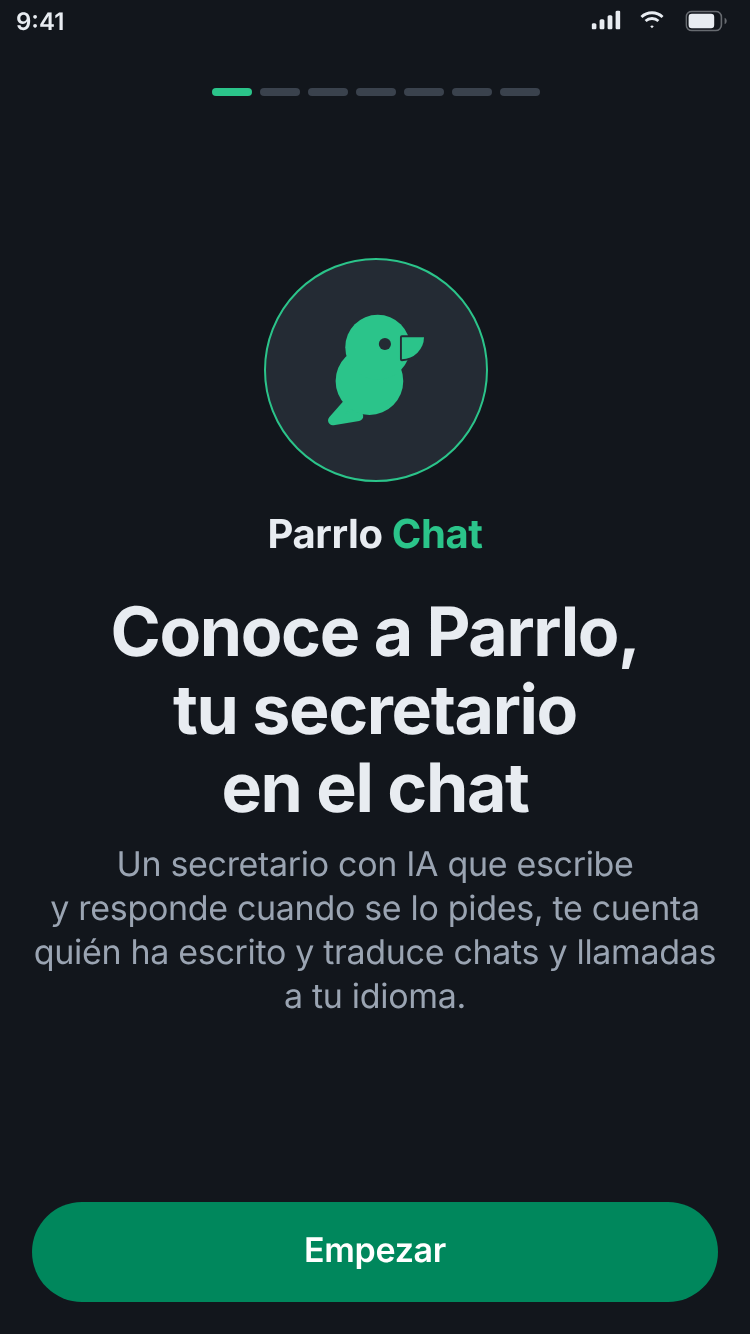 9:41
Parrlo Chat
Conoce a Parrlo,
tu secretario
en el chat
Un secretario con IA que escribe
y responde cuando se lo pides, te cuenta
quién ha escrito y traduce chats y llamadas
a tu idioma.
Empezar